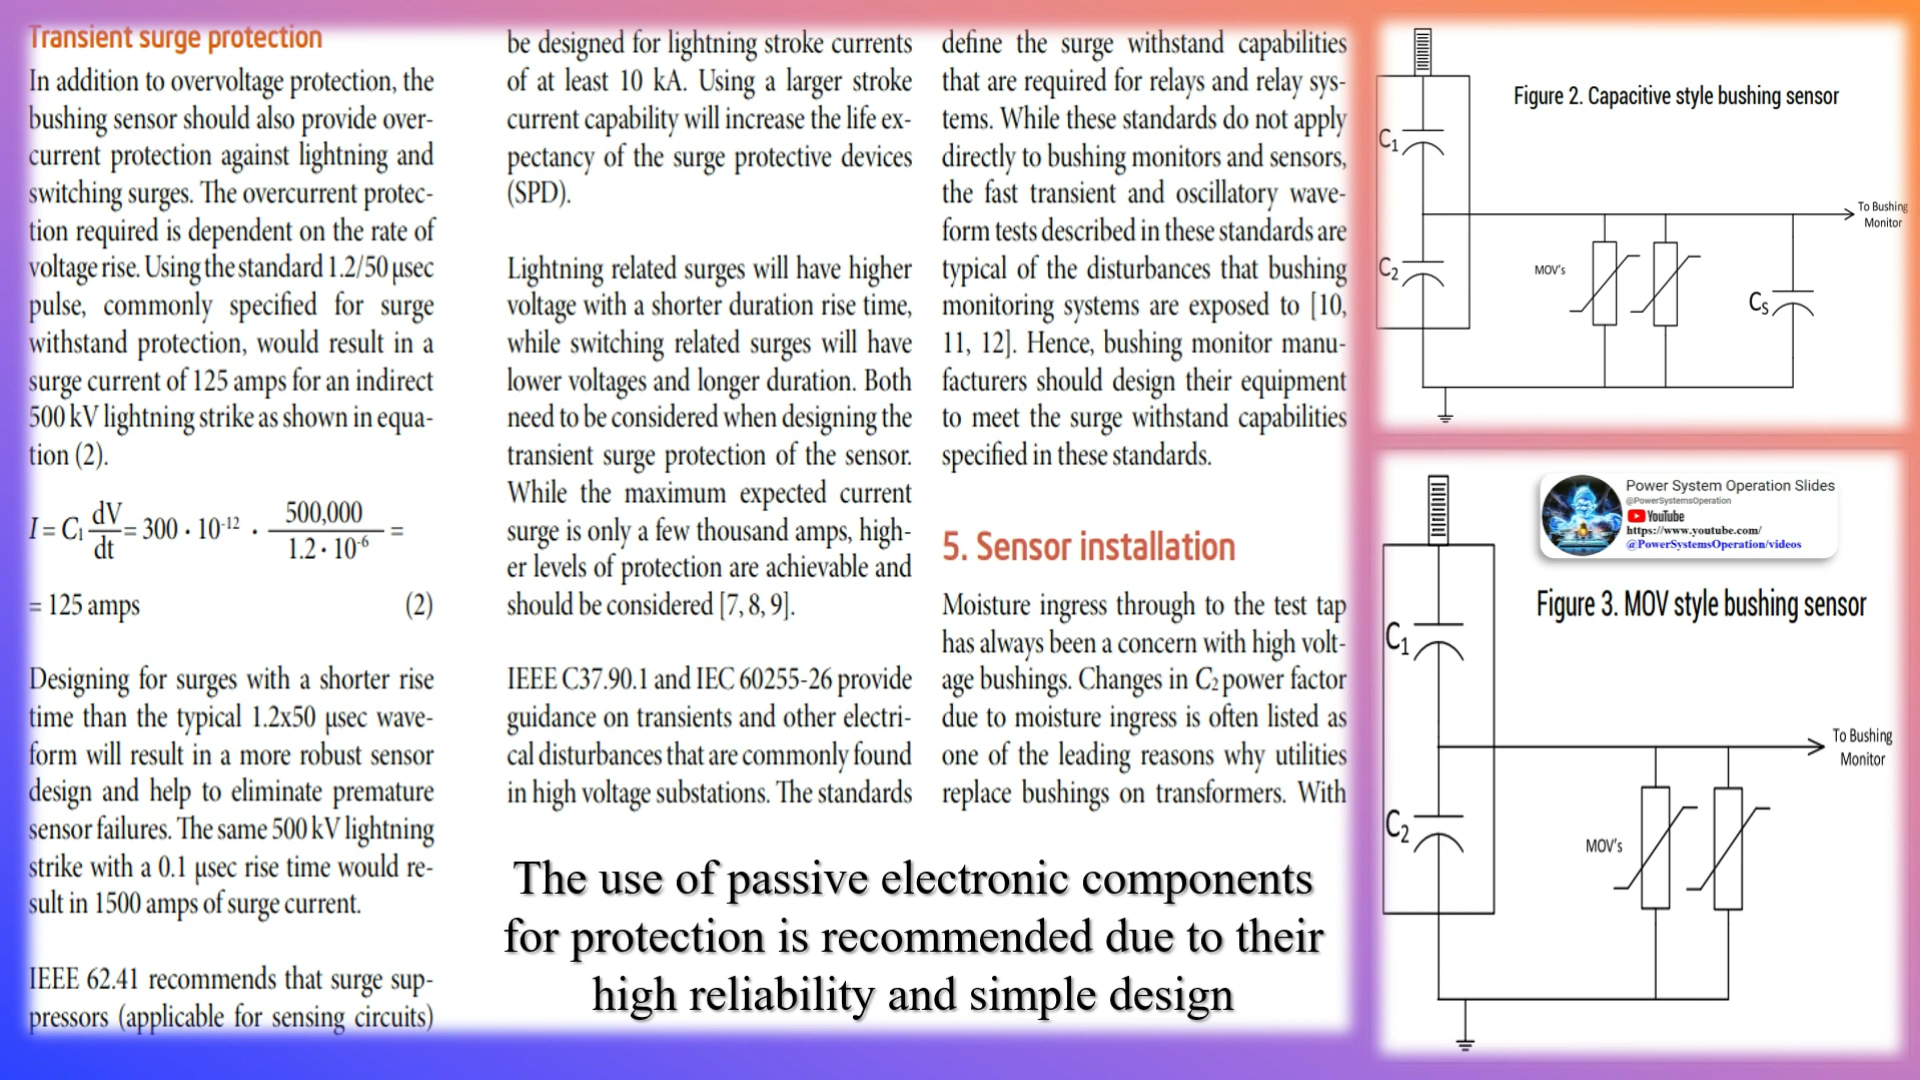 Transient surge protection
In addition to overvoltage protection, the
bushing sensor should also provide over-
current protection against lightning and
switching surges. The overcurrent protec-
tion required is dependent on the rate of
voltage rise. Using the standard 1.2/50 µsec
pulse, commonly specified for surge
withstand protection, would result in a
surge current of 125 amps for an indirect
500 kV lightning strike as shown in equa-
tion (2).
I = C₁ dV/dt = 300 · 10⁻¹² · 500,000/1.2 · 10⁻⁶ =
= 125 amps (2)
Designing for surges with a shorter rise
time than the typical 1.2x50 µsec wave-
form will result in a more robust sensor
design and help to eliminate premature
sensor failures. The same 500 kV lightning
strike with a 0.1 µsec rise time would re-
sult in 1500 amps of surge current.
IEEE 62.41 recommends that surge sup-
pressors (applicable for sensing circuits)
be designed for lightning stroke currents
of at least 10 kA. Using a larger stroke
current capability will increase the life ex-
pectancy of the surge protective devices
(SPD).
Lightning related surges will have higher
voltage with a shorter duration rise time,
while switching related surges will have
lower voltages and longer duration. Both
need to be considered when designing the
transient surge protection of the sensor.
While the maximum expected current
surge is only a few thousand amps, high-
er levels of protection are achievable and
should be considered [7, 8, 9].
IEEE C37.90.1 and IEC 60255-26 provide
guidance on transients and other electri-
cal disturbances that are commonly found
in high voltage substations. The standards
define the surge withstand capabilities
that are required for relays and relay sys-
tems. While these standards do not apply
directly to bushing monitors and sensors,
the fast transient and oscillatory wave-
form tests described in these standards are
typical of the disturbances that bushing
monitoring systems are exposed to [10,
11, 12]. Hence, bushing monitor manu-
facturers should design their equipment
to meet the surge withstand capabilities
specified in these standards.
5. Sensor installation
Moisture ingress through to the test tap
has always been a concern with high volt-
age bushings. Changes in C₂ power factor
due to moisture ingress is often listed as
one of the leading reasons why utilities
replace bushings on transformers. With
The use of passive electronic components
for protection is recommended due to their
high reliability and simple design
Figure 2. Capacitive style bushing sensor
C₁
To Bushing
Monitor
C₂
MOV's
Cs
Power System Operation Slides
@PowerSystemsOperation
YouTube
https://www.youtube.com/
@PowerSystemsOperation/videos
Figure 3. MOV style bushing sensor
C₁
To Bushing
Monitor
C₂
MOV's